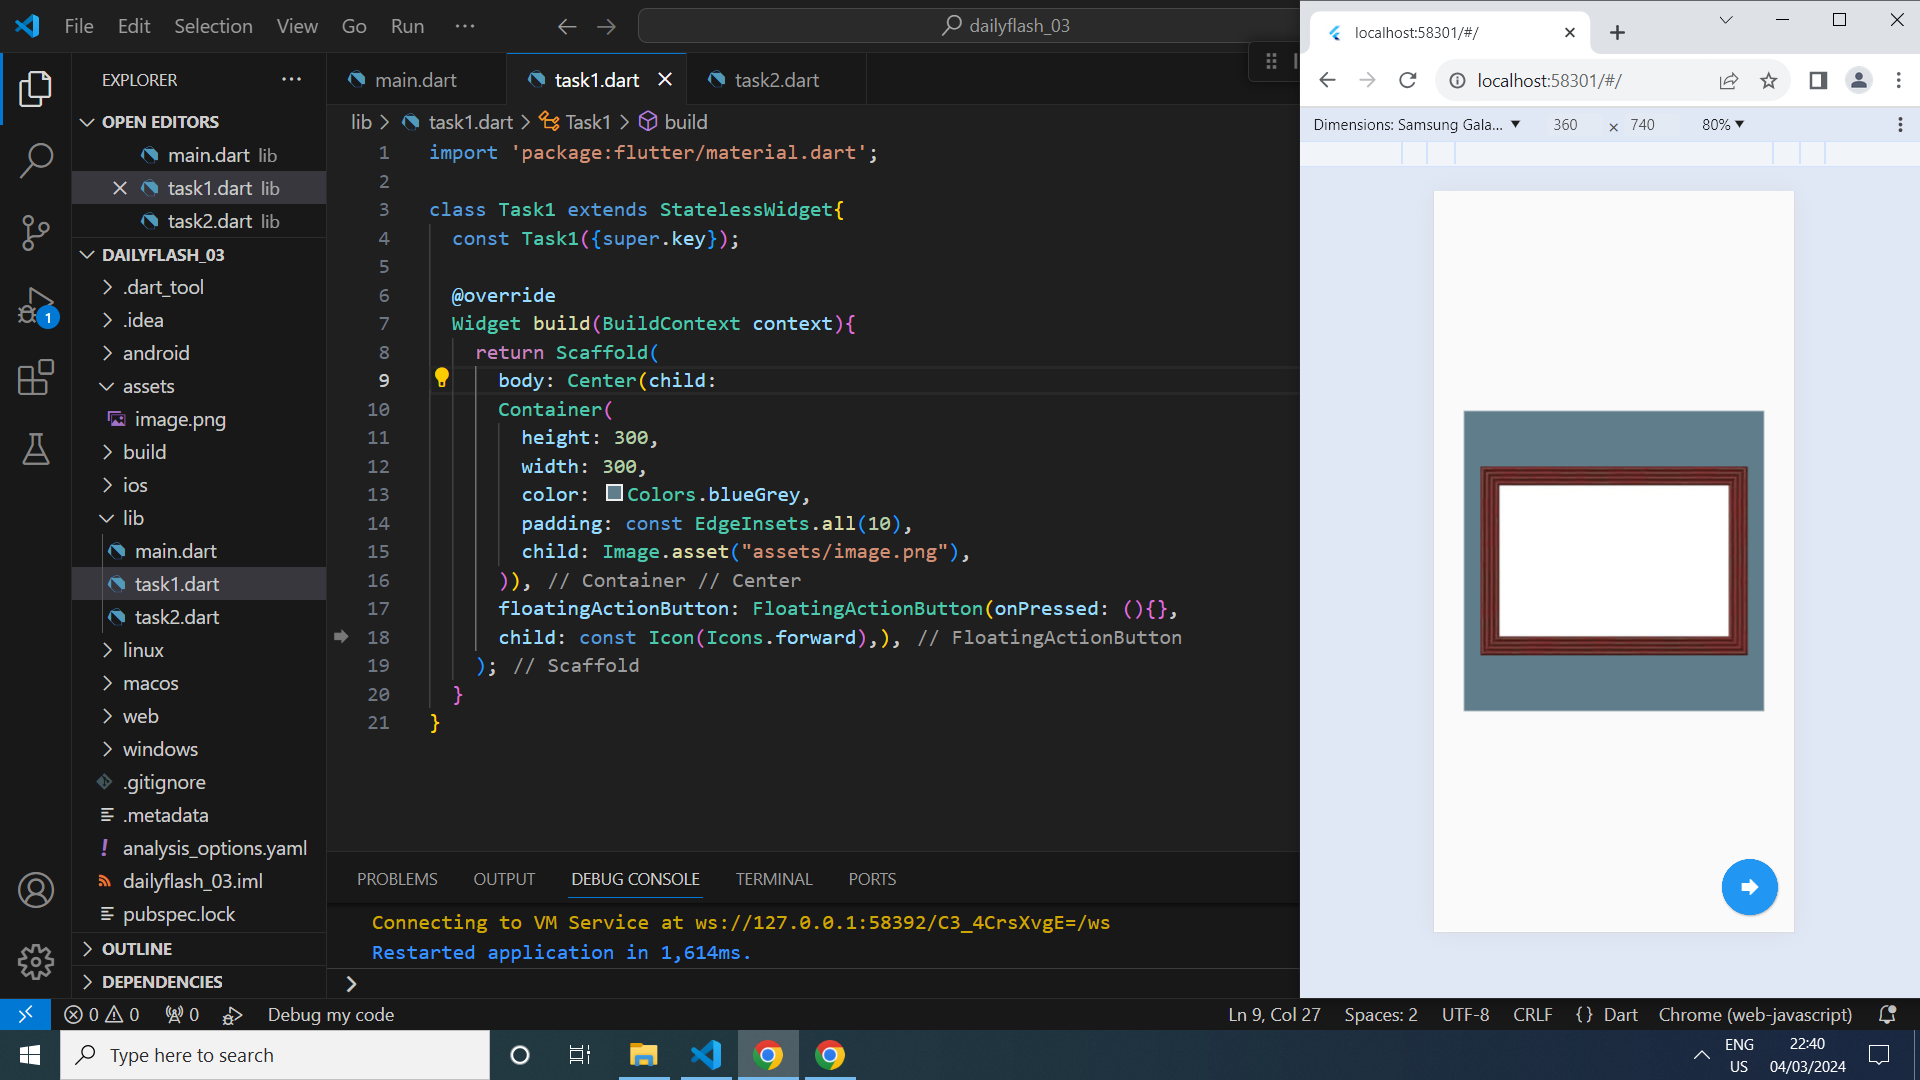 File Edit Selection View Go Run ···
dailyflash_03
EXPLORER ···
OPEN EDITORS
main.dart lib
task1.dart lib
task2.dart lib
DAILYFLASH_03
.dart_tool
.idea
android
assets
image.png
build
ios
lib
main.dart
task1.dart
task2.dart
linux
macos
web
windows
.gitignore
.metadata
analysis_options.yaml
dailyflash_03.iml
pubspec.lock
OUTLINE
DEPENDENCIES
1
main.dart task1.dart task2.dart
lib > task1.dart > Task1 > build
1 import 'package:flutter/material.dart';
2
3 class Task1 extends StatelessWidget{
4 const Task1({super.key});
5
6 @override
7 Widget build(BuildContext context){
8 return Scaffold(
9 body: Center(child:
10 Container(
11 height: 300,
12 width: 300,
13 color: Colors.blueGrey,
14 padding: const EdgeInsets.all(10),
15 child: Image.asset("assets/image.png"),
16 )), // Container // Center
17 floatingActionButton: FloatingActionButton(onPressed: (){},
18 child: const Icon(Icons.forward),), // FloatingActionButton
19 ); // Scaffold
20 }
21 }
PROBLEMS OUTPUT DEBUG CONSOLE TERMINAL PORTS
Connecting to VM Service at ws://127.0.0.1:58392/C3_4CrsXvgE=/ws
Restarted application in 1,614ms.
>
localhost:58301/#/
localhost:58301/#/
Dimensions: Samsung Gala... 360 × 740 80%
0 0 0 Debug my code
Ln 9, Col 27 Spaces: 2 UTF-8 CRLF {} Dart Chrome (web-javascript)
Type here to search
ENG
US
22:40
04/03/2024